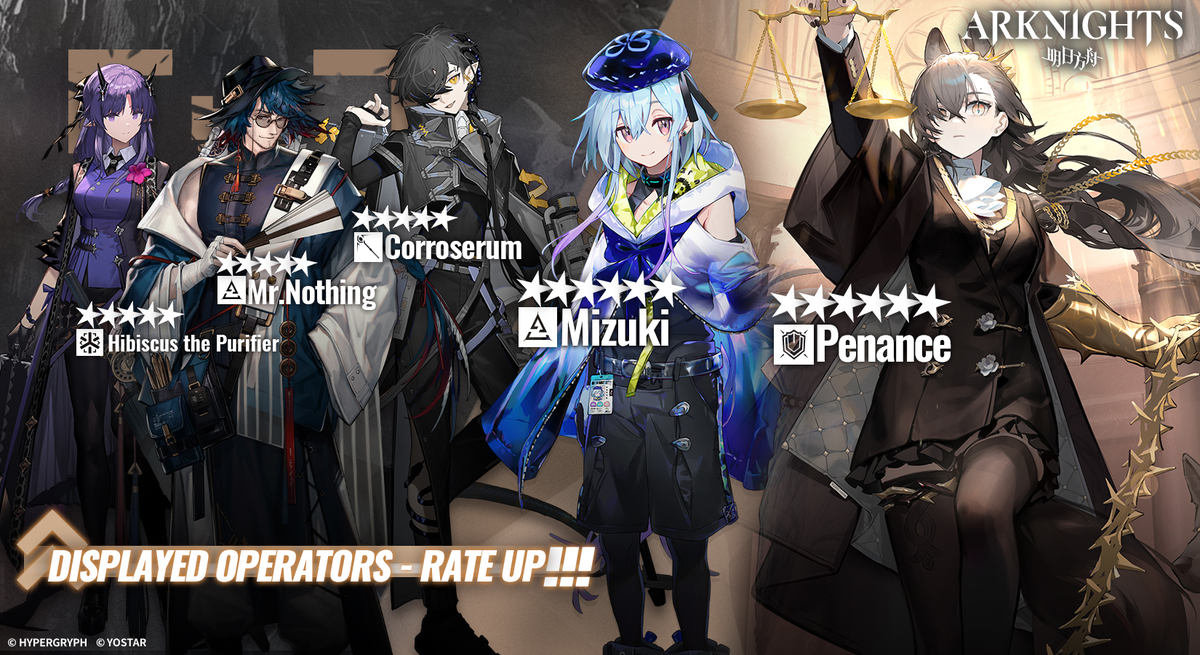 ARKNIGHTS
明日方舟
★★★★★
Corroserum
★★★★★
Mr.Nothing
★★★★★★
Mizuki
★★★★★★
Penance
★★★★★
Hibiscus the Purifier
DISPLAYED OPERATORS - RATE UP!!!
© HYPERGRYPH © YOSTAR